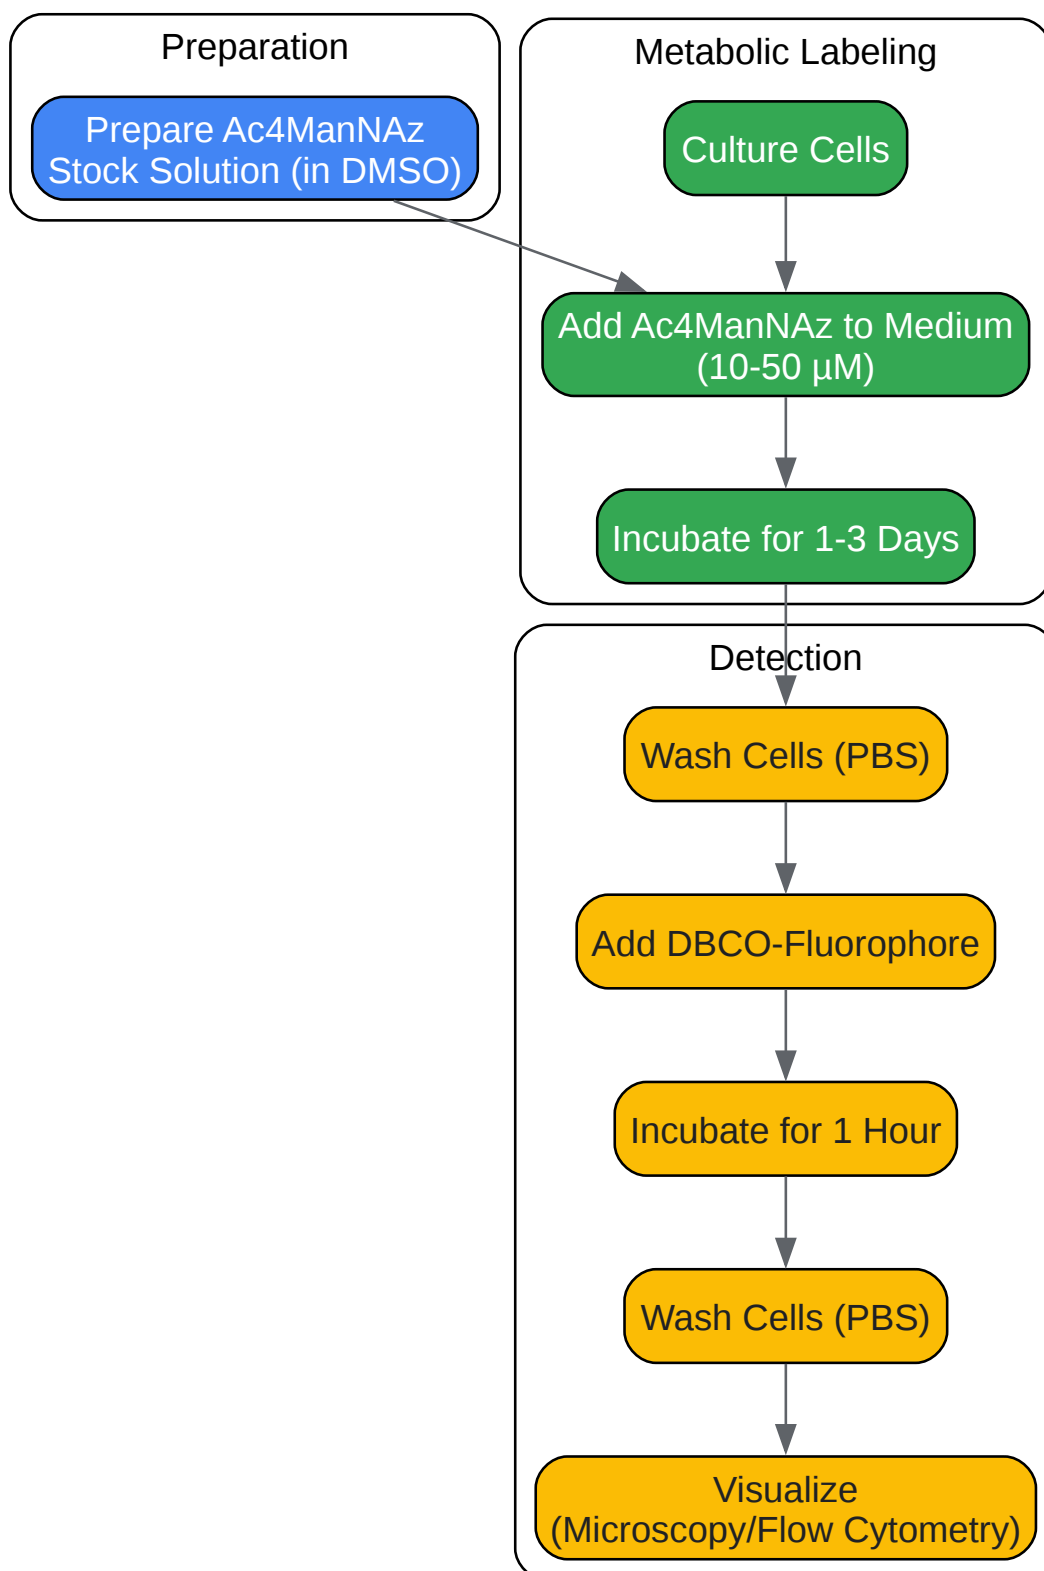 Preparation
Prepare Ac4ManNAz
Stock Solution (in DMSO)
Metabolic Labeling
Culture Cells
Add Ac4ManNAz to Medium
(10-50 µM)
Incubate for 1-3 Days
Detection
Wash Cells (PBS)
Add DBCO-Fluorophore
Incubate for 1 Hour
Wash Cells (PBS)
Visualize
(Microscopy/Flow Cytometry)